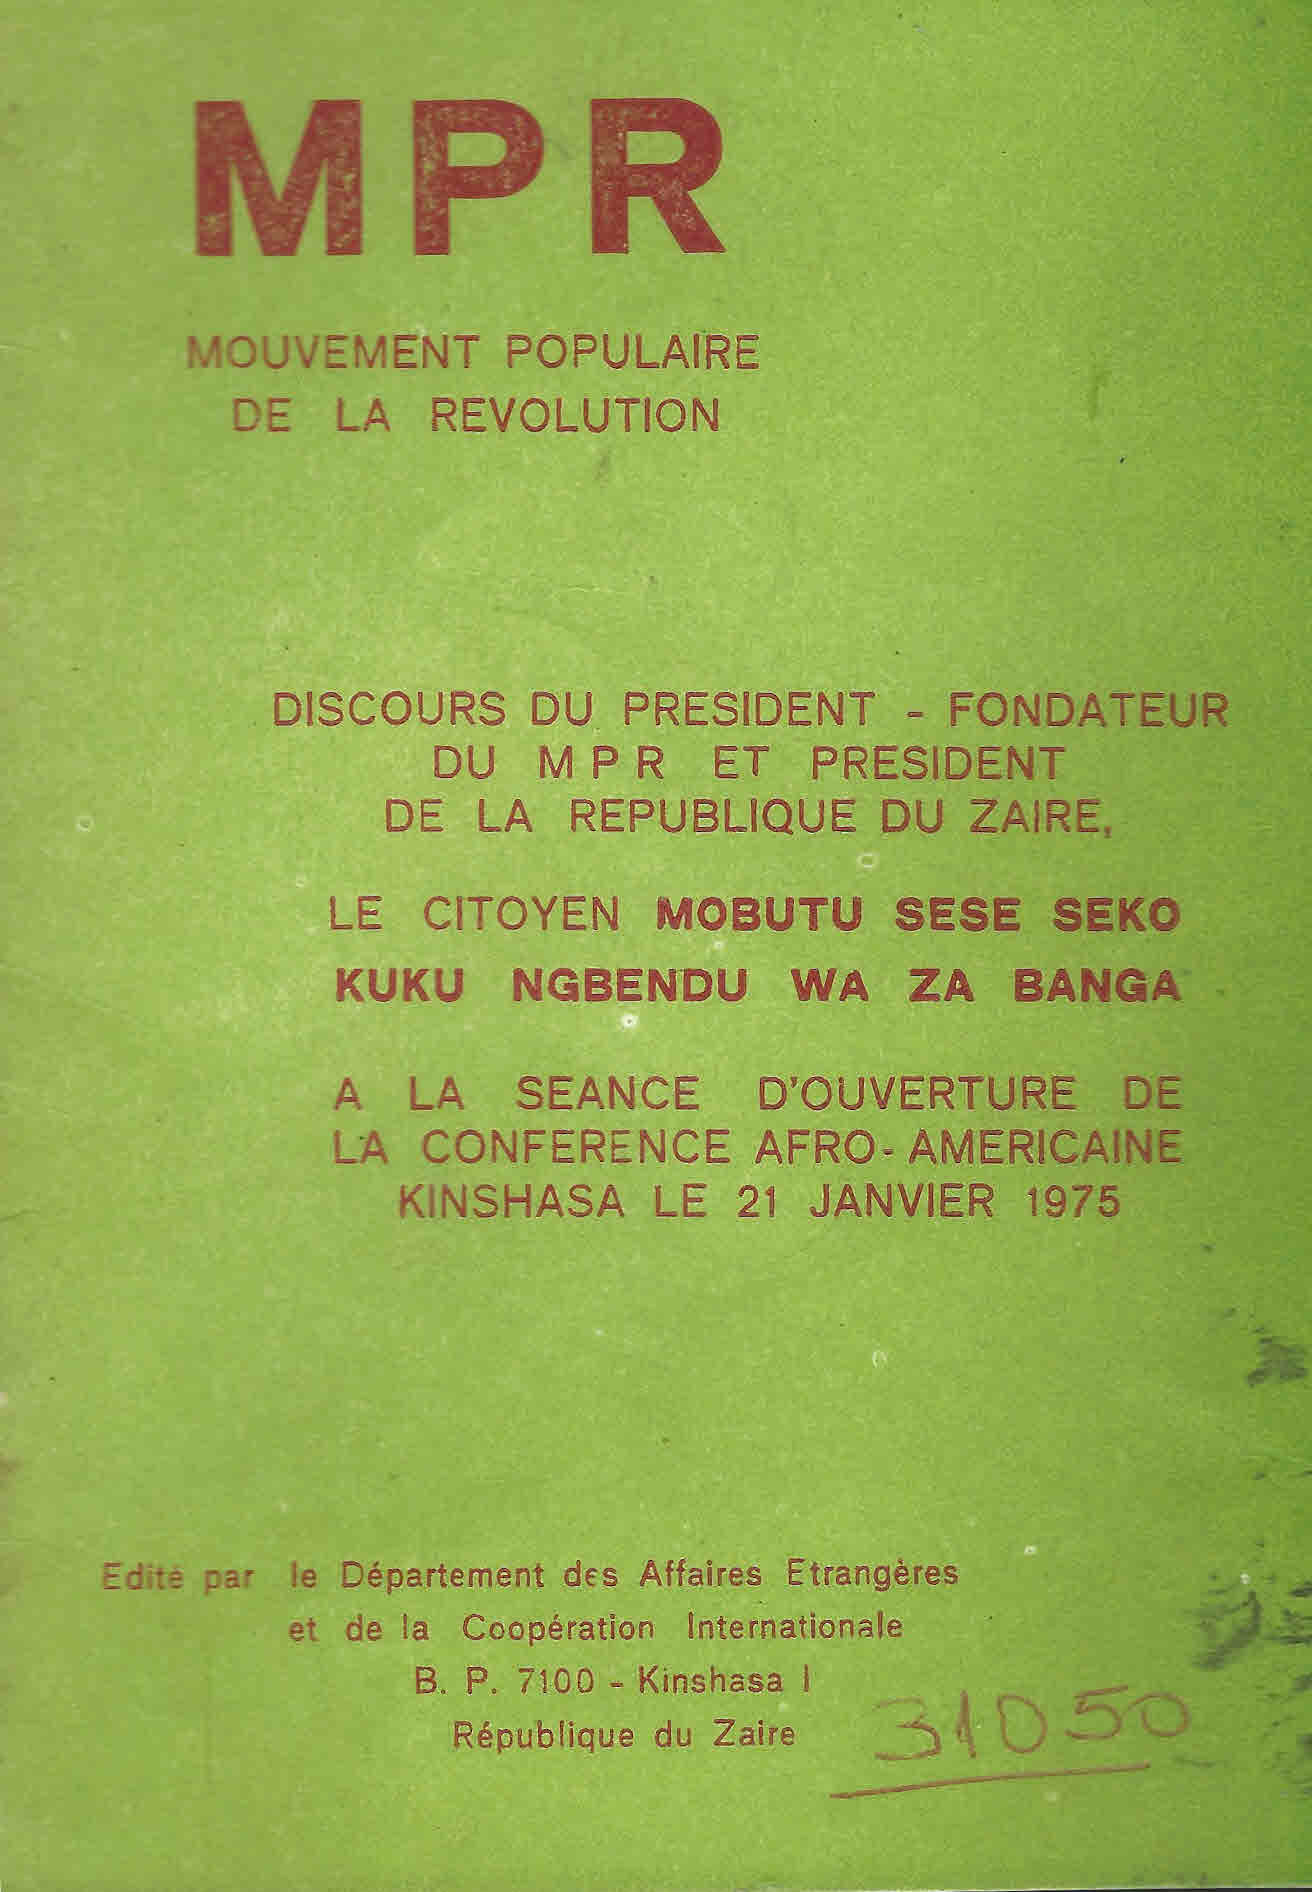 MPR
MOUVEMENT POPULAIRE
DE LA REVOLUTION
DISCOURS DU PRESIDENT - FONDATEUR
DU MPR ET PRESIDENT
DE LA REPUBLIQUE DU ZAIRE,
LE CITOYEN MOBUTU SESE SEKO
KUKU NGBENDU WA ZA BANGA
A LA SEANCE D'OUVERTURE DE
LA CONFERENCE AFRO-AMERICAINE
KINSHASA LE 21 JANVIER 1975
Edité par le Département des Affaires Etrangères
et de la Coopération Internationale
B. P. 7100 - Kinshasa I
République du Zaire
31050